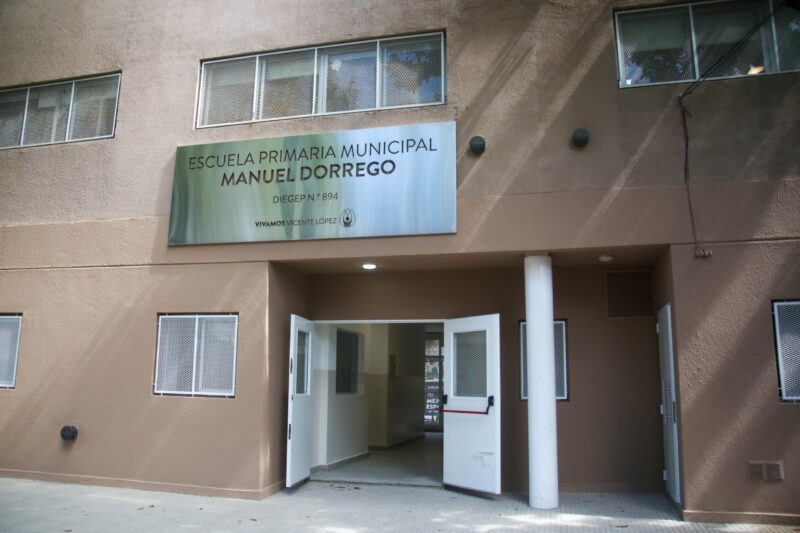 ESCUELA PRIMARIA MUNICIPAL
MANUEL DORREGO
DIEGEP N.º 894
VIVAMOS VICENTE LÓPEZ